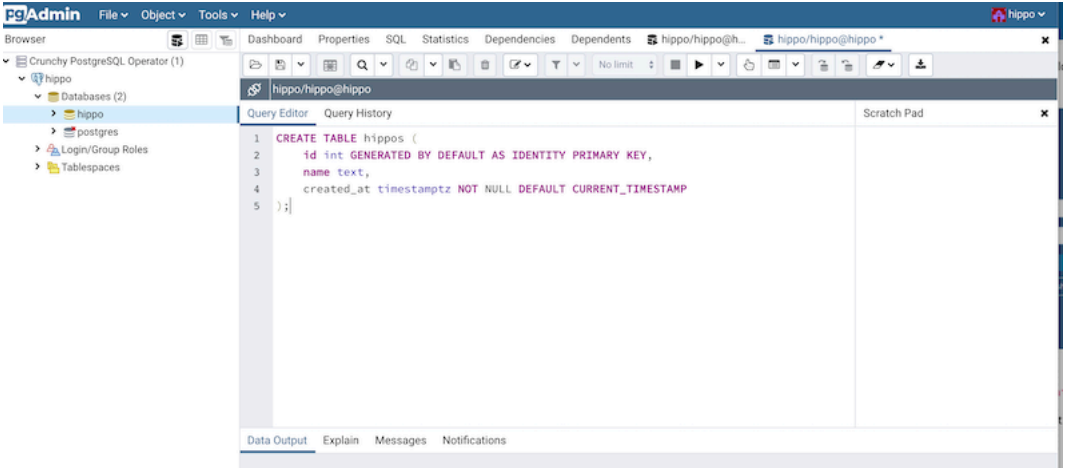 pgAdmin File Object Tools Help hippo
Browser
Dashboard Properties SQL Statistics Dependencies Dependents hippo/hippo@h... hippo/hippo@hippo *
Crunchy PostgreSQL Operator (1)
hippo
Databases (2)
hippo
postgres
Login/Group Roles
Tablespaces
No limit
hippo/hippo@hippo
Query Editor Query History
Scratch Pad
1 CREATE TABLE hippos (
2 id int GENERATED BY DEFAULT AS IDENTITY PRIMARY KEY,
3 name text,
4 created_at timestamptz NOT NULL DEFAULT CURRENT_TIMESTAMP
5 );
Data Output Explain Messages Notifications